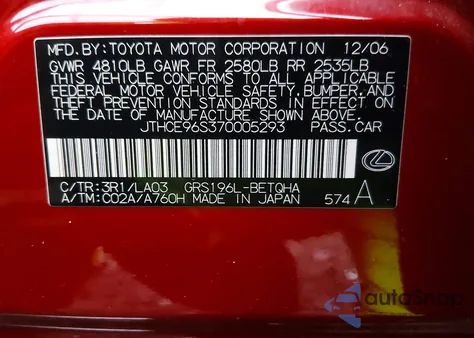 MFD. BY: TOYOTA MOTOR CORPORATION 12/06
GVWR 4810LB GAWR FR 2580LB RR 2535LB
THIS VEHICLE CONFORMS TO ALL APPLICABLE
FEDERAL MOTOR VEHICLE SAFETY, BUMPER, AND
THEFT PREVENTION STANDARDS IN EFFECT ON
THE DATE OF MANUFACTURE SHOWN ABOVE.
JTHCE96S370005293 PASS. CAR
C/TR: 3R1/LA03 GRS196L-BETQHA
A/TM: C02A/A760H MADE IN JAPAN 574 A
autoSnap